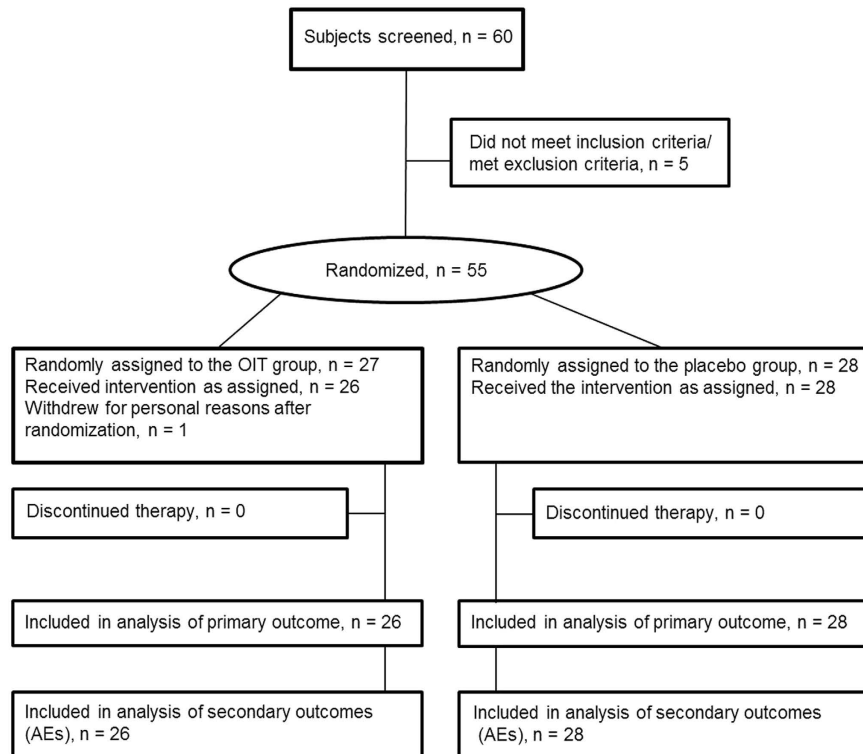 Subjects screened, n = 60
Did not meet inclusion criteria/
met exclusion criteria, n = 5
Randomized, n = 55
Randomly assigned to the OIT group, n = 27
Received intervention as assigned, n = 26
Withdrew for personal reasons after
randomization, n = 1
Randomly assigned to the placebo group, n = 28
Received the intervention as assigned, n = 28
Discontinued therapy, n = 0
Discontinued therapy, n = 0
Included in analysis of primary outcome, n = 26
Included in analysis of primary outcome, n = 28
Included in analysis of secondary outcomes
(AEs), n = 26
Included in analysis of secondary outcomes
(AEs), n = 28